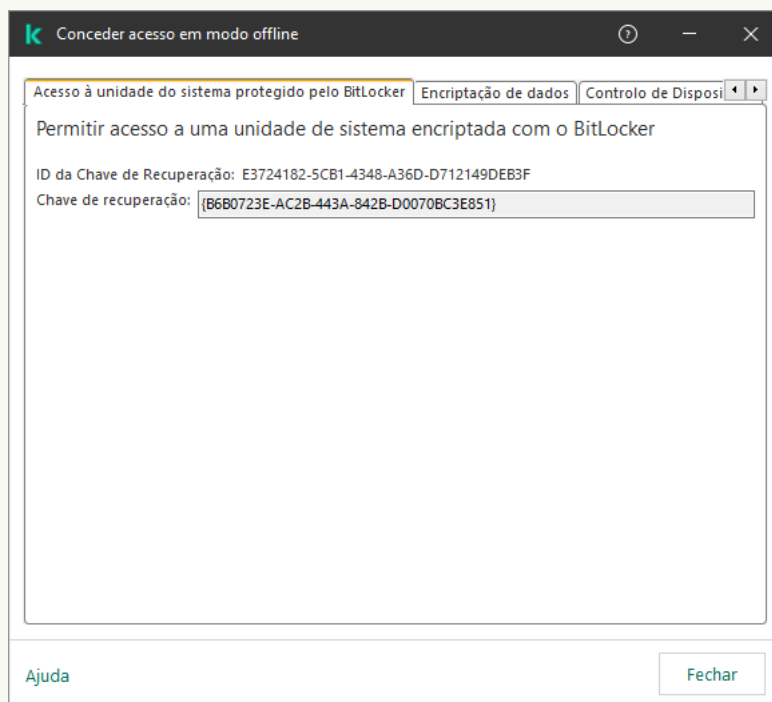 Conceder acesso em modo offline
Acesso à unidade do sistema protegido pelo BitLocker Encriptação de dados Controlo de Disposi
Permitir acesso a uma unidade de sistema encriptada com o BitLocker
ID da Chave de Recuperação: E3724182-5CB1-4348-A36D-D712149DEB3F
Chave de recuperação: {B6B0723E-AC2B-443A-842B-D0070BC3E851}
Ajuda Fechar